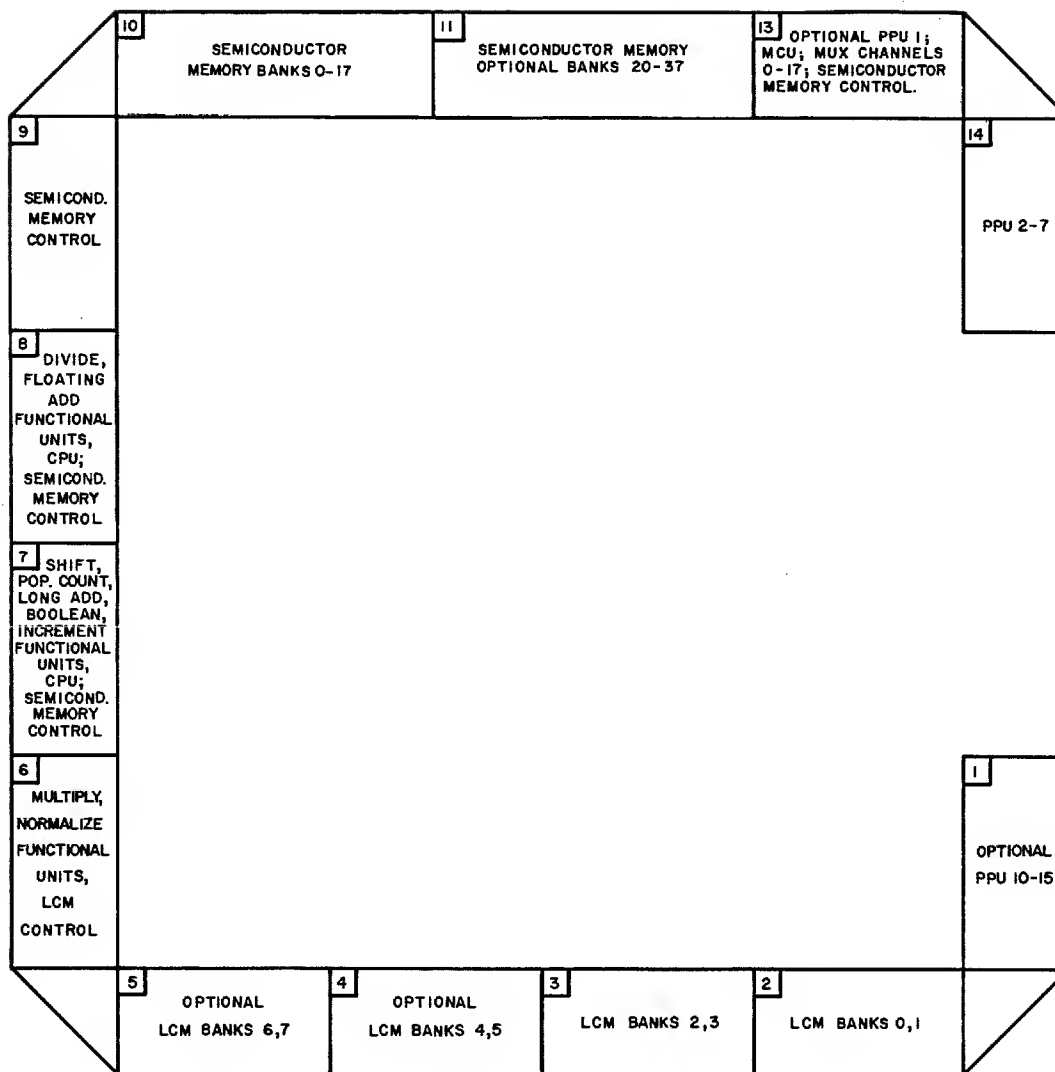 10
SEMICONDUCTOR
MEMORY BANKS 0-17
11
SEMICONDUCTOR MEMORY
OPTIONAL BANKS 20-37
13
OPTIONAL PPU 1;
MCU; MUX CHANNELS
0-17; SEMICONDUCTOR
MEMORY CONTROL.
9
SEMICOND.
MEMORY
CONTROL
14
PPU 2-7
8
DIVIDE,
FLOATING
ADD
FUNCTIONAL
UNITS,
CPU;
SEMICOND.
MEMORY
CONTROL
7
SHIFT,
POP. COUNT,
LONG ADD,
BOOLEAN,
INCREMENT
FUNCTIONAL
UNITS,
CPU;
SEMICOND.
MEMORY
CONTROL
6
MULTIPLY,
NORMALIZE
FUNCTIONAL
UNITS,
LCM
CONTROL
1
OPTIONAL
PPU 10-15
5
OPTIONAL
LCM BANKS 6,7
4
OPTIONAL
LCM BANKS 4,5
3
LCM BANKS 2,3
2
LCM BANKS 0,1